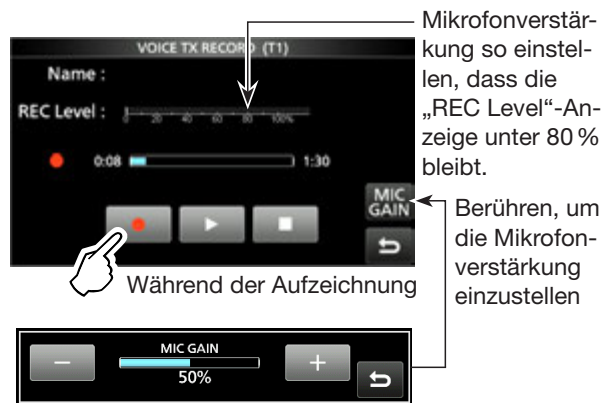 Mikrofonverstär-
kung so einstel-
len, dass die
„REC Level“-An-
zeige unter 80 %
bleibt.
VOICE TX RECORD (T1)
Name :
REC Level :
20 40 60 80 100%
0:08 1:30
MIC
GAIN
Berühren, um
die Mikrofon-
verstärkung
einzustellen
Während der Aufzeichnung
MIC GAIN
− +
50%